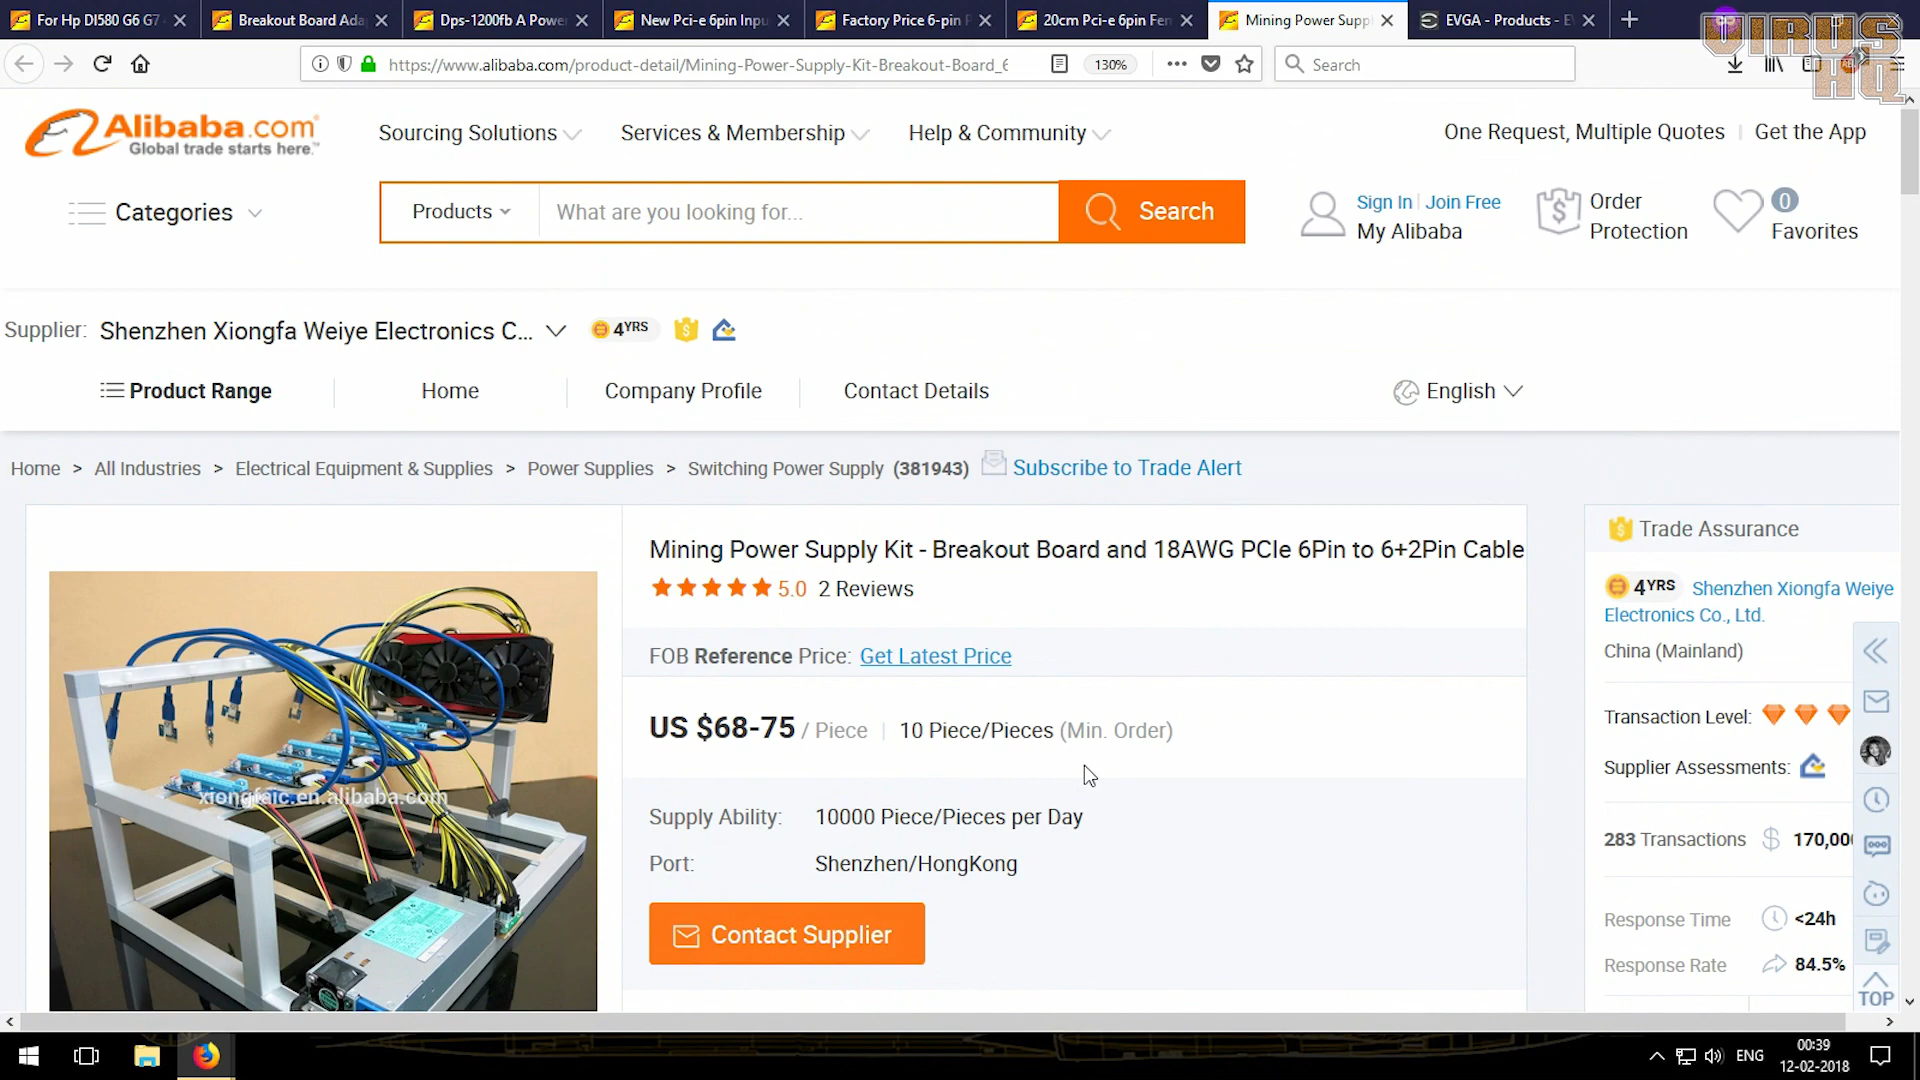 For Hp Dl580 G6 G7
Breakout Board Ada
Dps-1200fb A Powe
New Pci-e 6pin Inpu
Factory Price 6-pin P
20cm Pci-e 6pin Fem
Mining Power Suppl
EVGA - Products - E
VIRUS
HQ
https://www.alibaba.com/product-detail/Mining-Power-Supply-Kit-Breakout-Board_6
130%
Search
Alibaba.com
Global trade starts here.™
Sourcing Solutions
Services & Membership
Help & Community
One Request, Multiple Quotes
Get the App
Categories
Products
What are you looking for...
Search
Sign In
Join Free
My Alibaba
Order
Protection
0
Favorites
Supplier:
Shenzhen Xiongfa Weiye Electronics C...
4YRS
Product Range
Home
Company Profile
Contact Details
English
Home > All Industries > Electrical Equipment & Supplies > Power Supplies > Switching Power Supply (381943)
Subscribe to Trade Alert
Mining Power Supply Kit - Breakout Board and 18AWG PCIe 6Pin to 6+2Pin Cable
5.0 2 Reviews
FOB Reference Price: Get Latest Price
US $68-75 / Piece
10 Piece/Pieces (Min. Order)
Supply Ability: 10000 Piece/Pieces per Day
Port: Shenzhen/HongKong
Contact Supplier
xiongfaic.en.alibaba.com
Trade Assurance
4YRS Shenzhen Xiongfa Weiye
Electronics Co., Ltd.
China (Mainland)
Transaction Level:
Supplier Assessments:
283 Transactions
170,00
Response Time <24h
Response Rate 84.5%
TOP
ENG
00:39
12-02-2018